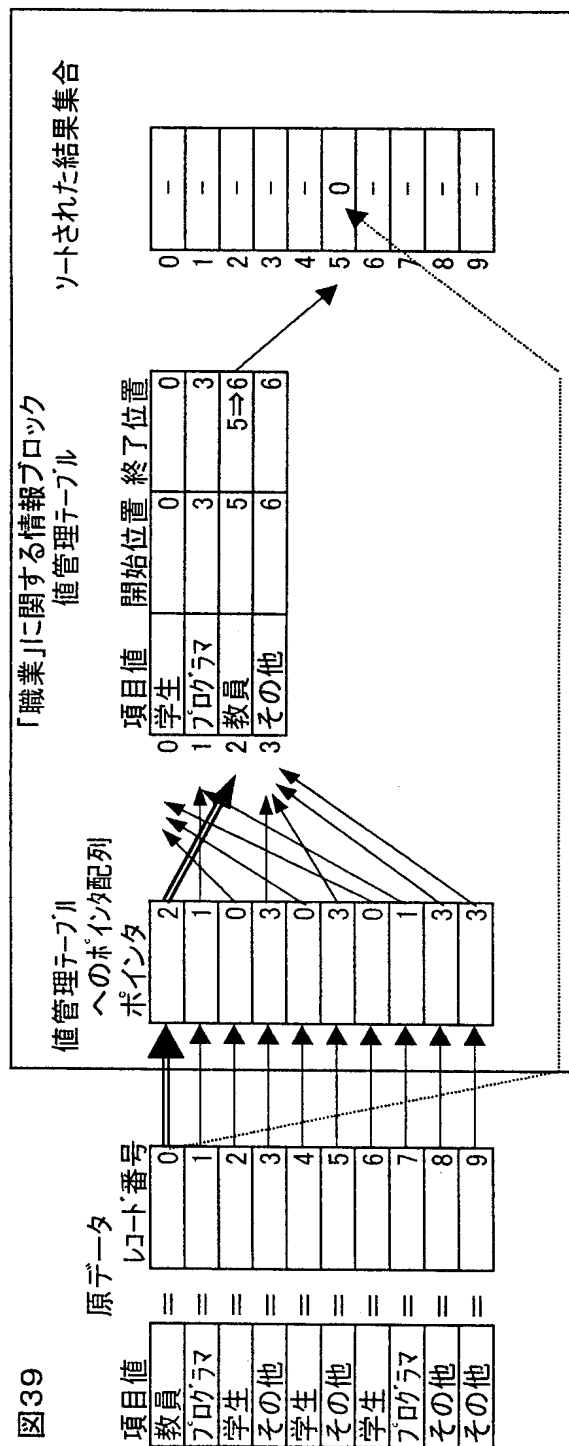 図39
「職業」に関する情報ブロック
原データ
値管理テーブル
へのポインタ配列
値管理テーブル
ソートされた結果集合
項目値 レコード番号 ポインタ 項目値 開始位置 終了位置
教員 = 0 2 0 学生 0 0 0 -
プログラマ = 1 1 1 プログラマ 3 3 1 -
学生 = 2 0 2 教員 5 5⇒6 2 -
その他 = 3 3 3 その他 6 6 3 -
学生 = 4 0 4 -
その他 = 5 3 5 0
学生 = 6 0 6 -
プログラマ = 7 1 7 -
その他 = 8 3 8 -
その他 = 9 3 9 -